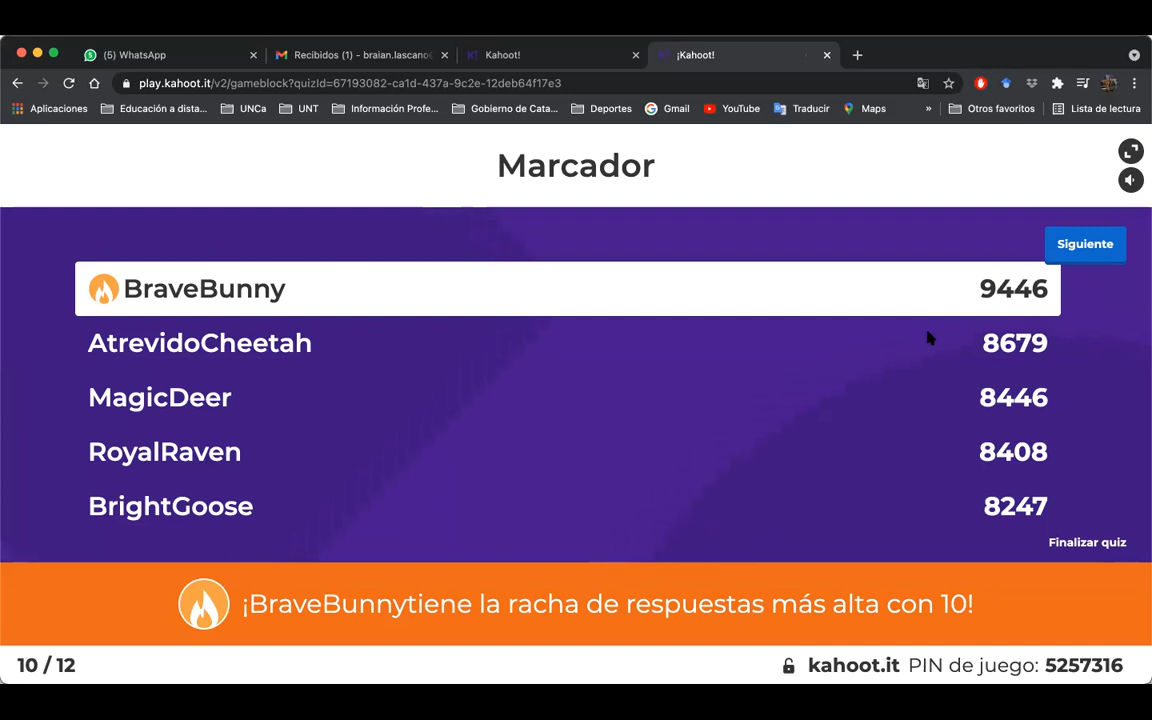 (5) WhatsApp
Recibidos (1) - braian.lascano
Kahoot!
¡Kahoot!
play.kahoot.it/v2/gameblock?quizId=67193082-ca1d-437a-9c2e-12deb64f17e3
Aplicaciones
Educación a dista...
UNCa
UNT
Información Profe...
Gobierno de Cata...
Deportes
Gmail
YouTube
Traducir
Maps
»
Otros favoritos
Lista de lectura
Marcador
Siguiente
BraveBunny 9446
AtrevidoCheetah 8679
MagicDeer 8446
RoyalRaven 8408
BrightGoose 8247
Finalizar quiz
¡BraveBunnytiene la racha de respuestas más alta con 10!
10 / 12
kahoot.it PIN de juego: 5257316